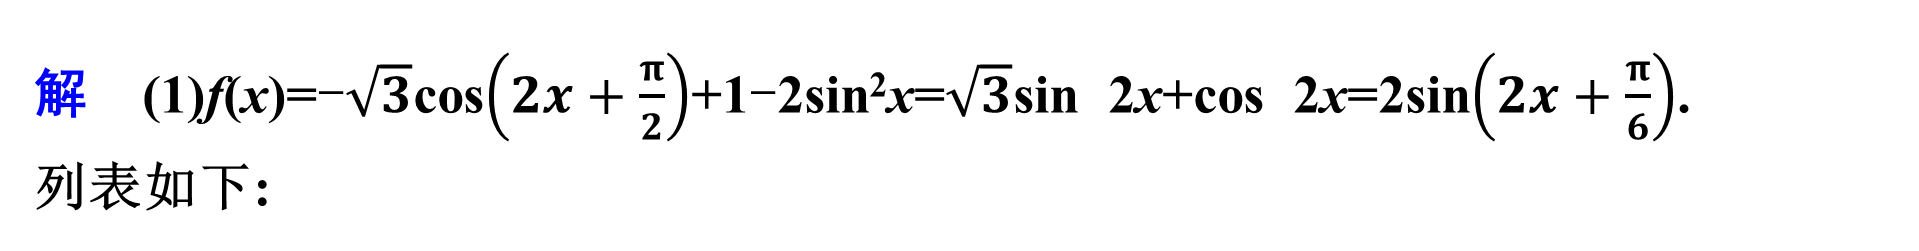 解 (1)f(x)=-√3cos(2x+π/2)+1-2sin²x=√3sin 2x+cos 2x=2sin(2x+π/6).
列表如下: